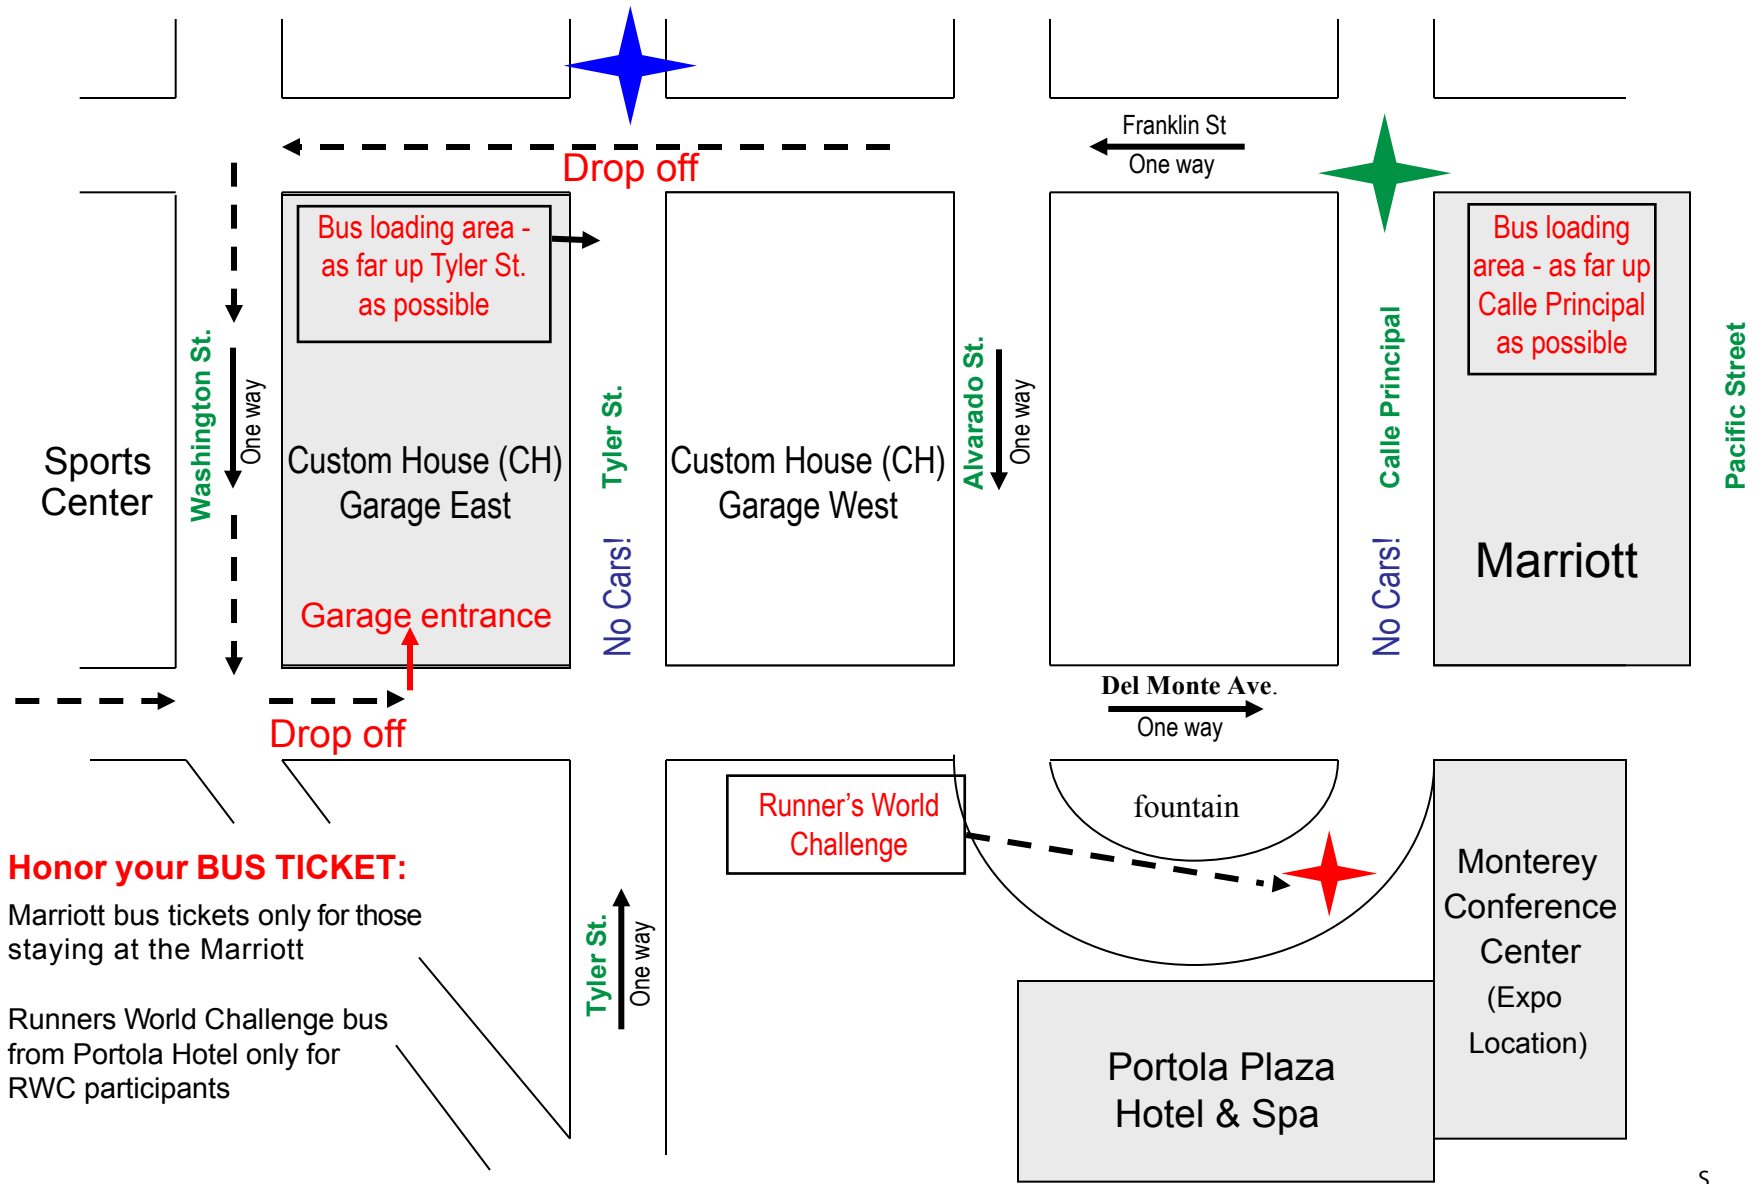 Franklin St
One way
Drop off
Bus loading area -
as far up Tyler St.
as possible
Bus loading
area - as far up
Calle Principal
as possible
Washington St.
One way
Tyler St.
No Cars!
Alvarado St.
One way
Calle Principal
No Cars!
Pacific Street
Sports
Center
Custom House (CH)
Garage East
Custom House (CH)
Garage West
Marriott
Garage entrance
Drop off
Del Monte Ave.
One way
Runner's World
Challenge
fountain
Monterey
Conference
Center
(Expo
Location)
Honor your BUS TICKET:
Marriott bus tickets only for those
staying at the Marriott
Runners World Challenge bus
from Portola Hotel only for
RWC participants
Tyler St.
One way
Portola Plaza
Hotel & Spa
S